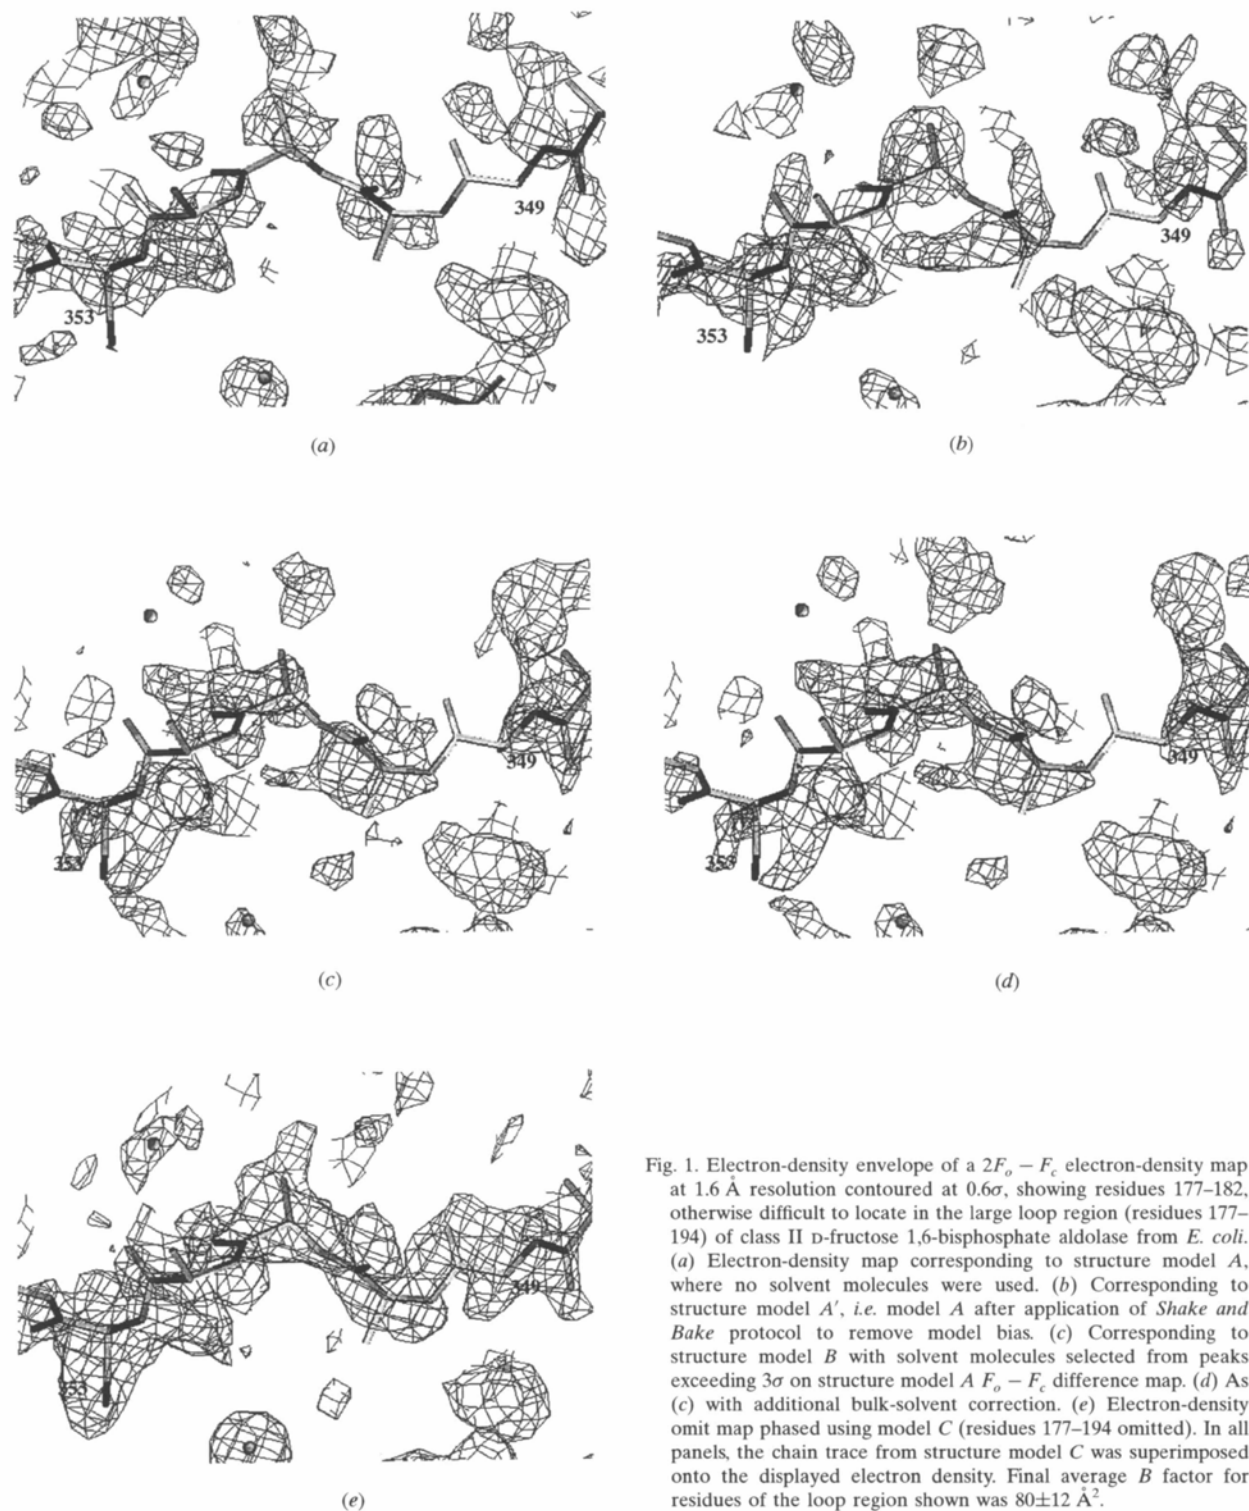 349
353
(a)
349
353
(b)
349
353
(c)
349
353
(d)
349
353
(e)
Fig. 1. Electron-density envelope of a 2Fo − Fc electron-density map
at 1.6 Å resolution contoured at 0.6σ, showing residues 177–182,
otherwise difficult to locate in the large loop region (residues 177–
194) of class II D-fructose 1,6-bisphosphate aldolase from E. coli.
(a) Electron-density map corresponding to structure model A,
where no solvent molecules were used. (b) Corresponding to
structure model A′, i.e. model A after application of Shake and
Bake protocol to remove model bias. (c) Corresponding to
structure model B with solvent molecules selected from peaks
exceeding 3σ on structure model A Fo − Fc difference map. (d) As
(c) with additional bulk-solvent correction. (e) Electron-density
omit map phased using model C (residues 177–194 omitted). In all
panels, the chain trace from structure model C was superimposed
onto the displayed electron density. Final average B factor for
residues of the loop region shown was 80±12 Å².